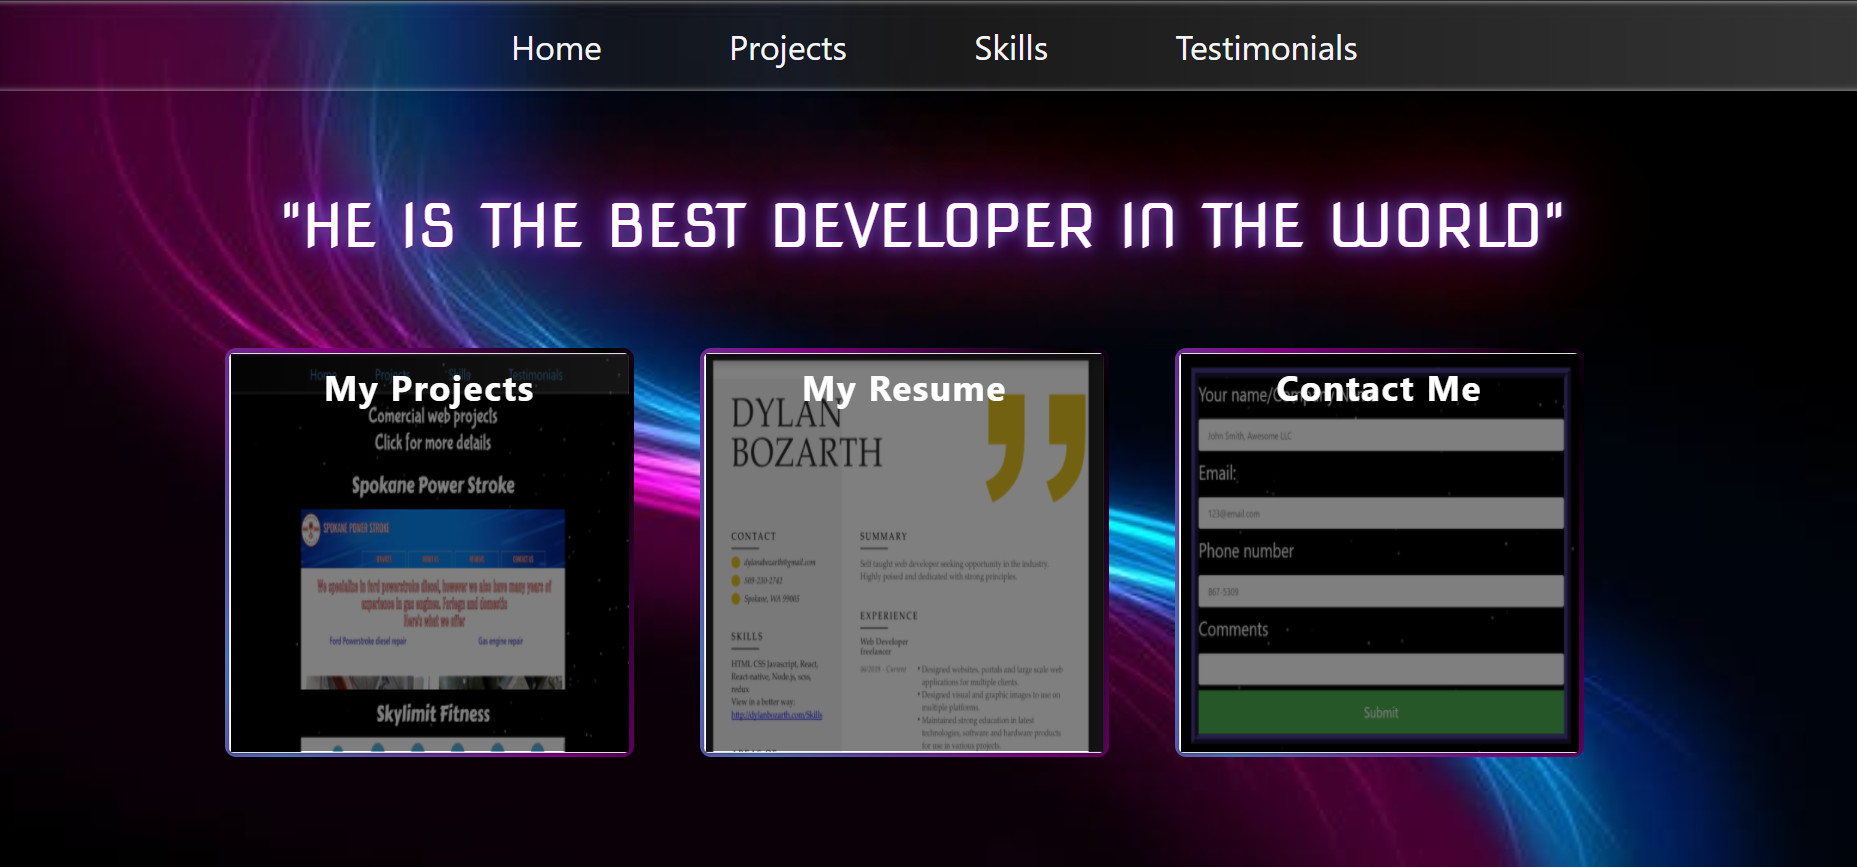 Home Projects Skills Testimonials
"HE IS THE BEST DEVELOPER IN THE WORLD"
Home Projects Skills Testimonials
My Projects
Comercial web projects
Click for more details
Spokane Power Stroke
SPOKANE POWER STROKE
CONTACT US
We specialize in ford powerstroke diesel, however we also have many years of
experience in gas engines. Foriegn and domestic
Here's what we offer
Ford Powerstroke diesel repair Gas engine repair
Skylimit Fitness
My Resume
DYLAN
BOZARTH
CONTACT
dylanabozarth@gmail.com
509-230-2742
Spokane, WA 99005
SKILLS
HTML CSS Javascript, React,
React-native, Node.js, scss,
redux
View in a better way:
http://dylanbozarth.com/Skills
AREAS OF
SUMMARY
Self taught web developer seeking opportunity in the industry.
Highly poised and dedicated with strong principles.
EXPERIENCE
Web Developer
Freelancer
06/2019 - Current
• Designed websites, portals and large scale web
applications for multiple clients.
• Designed visual and graphic images to use on
multiple platforms.
• Maintained strong education in latest
technologies, software and hardware products
for use in various projects.
Contact Me
Your name/Company
John Smith, Awesome LLC
Email:
123@email.com
Phone number
867-5309
Comments
Submit